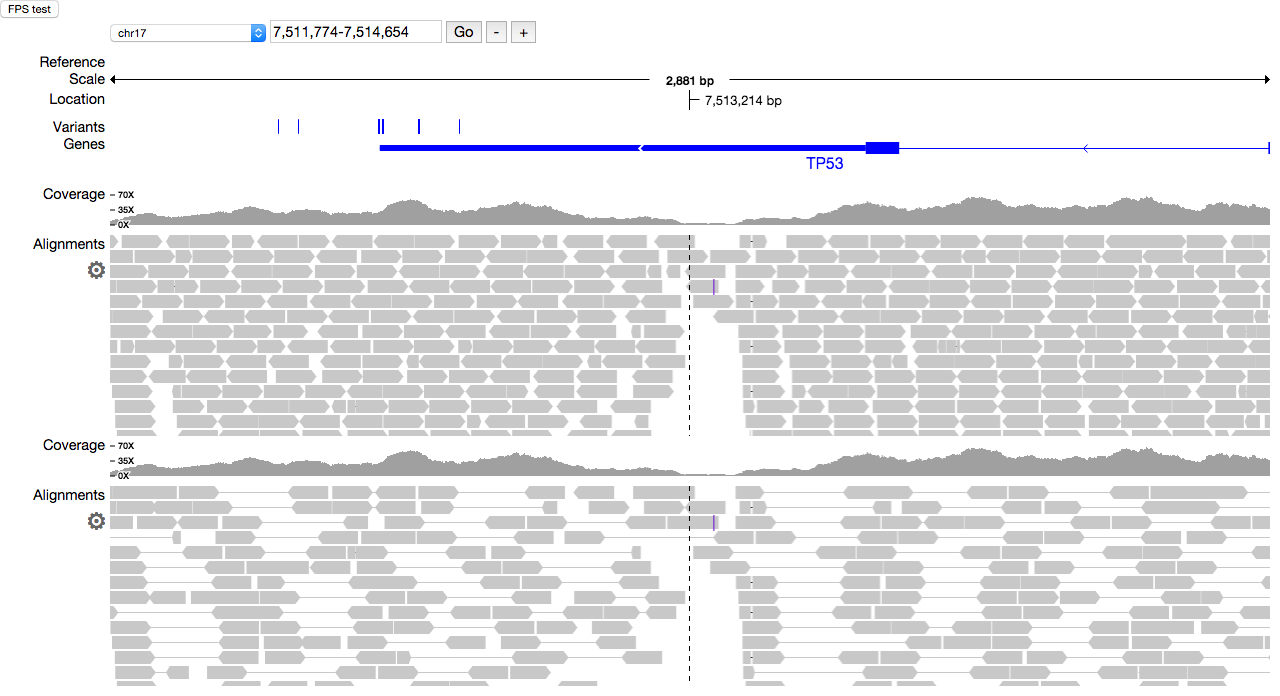 FPS test
chr17 7,511,774-7,514,654 Go - +
Reference
Scale 2,881 bp
Location 7,513,214 bp
Variants
Genes
TP53
Coverage 70X
35X
0X
Alignments
Coverage 70X
35X
0X
Alignments